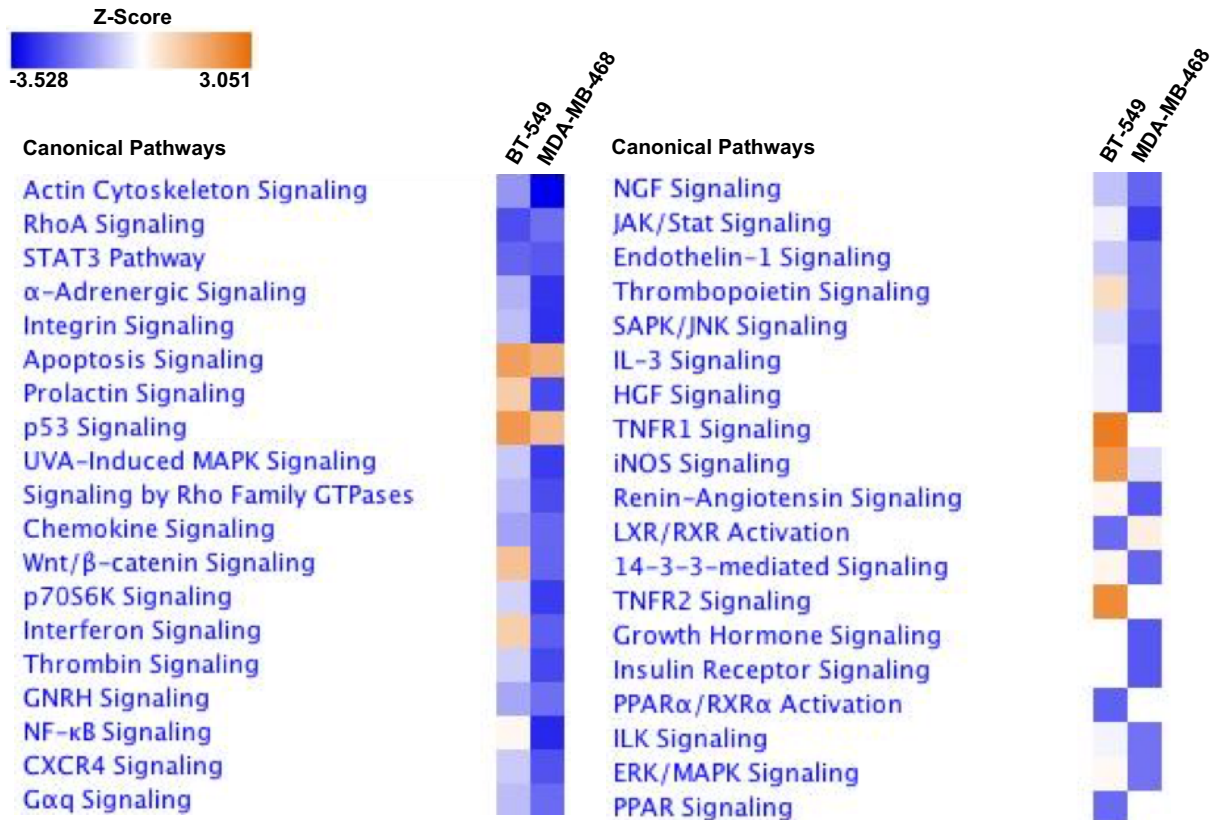 Z-Score
-3.528 3.051
BT-549
MDA-MB-468
Canonical Pathways
Actin Cytoskeleton Signaling
RhoA Signaling
STAT3 Pathway
α-Adrenergic Signaling
Integrin Signaling
Apoptosis Signaling
Prolactin Signaling
p53 Signaling
UVA-Induced MAPK Signaling
Signaling by Rho Family GTPases
Chemokine Signaling
Wnt/β-catenin Signaling
p70S6K Signaling
Interferon Signaling
Thrombin Signaling
GNRH Signaling
NF-κB Signaling
CXCR4 Signaling
Gαq Signaling
BT-549
MDA-MB-468
Canonical Pathways
NGF Signaling
JAK/Stat Signaling
Endothelin-1 Signaling
Thrombopoietin Signaling
SAPK/JNK Signaling
IL-3 Signaling
HGF Signaling
TNFR1 Signaling
iNOS Signaling
Renin-Angiotensin Signaling
LXR/RXR Activation
14-3-3-mediated Signaling
TNFR2 Signaling
Growth Hormone Signaling
Insulin Receptor Signaling
PPARα/RXRα Activation
ILK Signaling
ERK/MAPK Signaling
PPAR Signaling